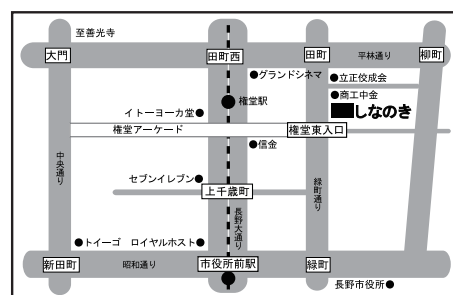 至善光寺
大門
田町西
田町
平林通り
柳町
●グランドシネマ
●立正佼成会
権堂駅
●商工中金
イトーヨーカ堂●
しなのき
権堂アーケード
権堂東入口
●信金
中央通り
セブンイレブン●
緑町通り
上千歳町
長野大通り
●トイーゴ ロイヤルホスト●
新田町
昭和通り
市役所前駅
緑町
長野市役所●